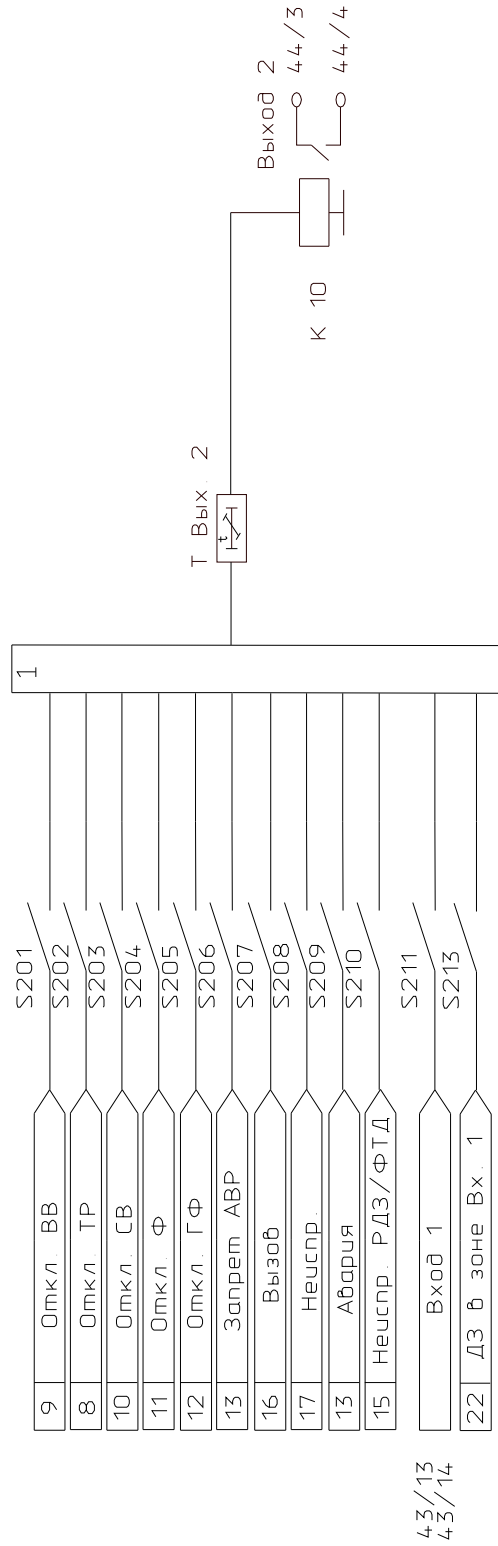 S201
9 Откл. ВВ
S202
8 Откл. ТР
S203
10 Откл. СВ
S204
11 Откл. Ф
S205
12 Откл. ГФ
S206
13 Запрет АВР
S207
16 Вызов
S208
17 Неиспр.
S209
13 Авария
S210
15 Неиспр. РДЗ/ФТД
S211
43/13
43/14
Вход 1
S213
22 ДЗ в зоне Вх. 1
1
Т Вых. 2
t
К 10
Выход 2
44/3
44/4